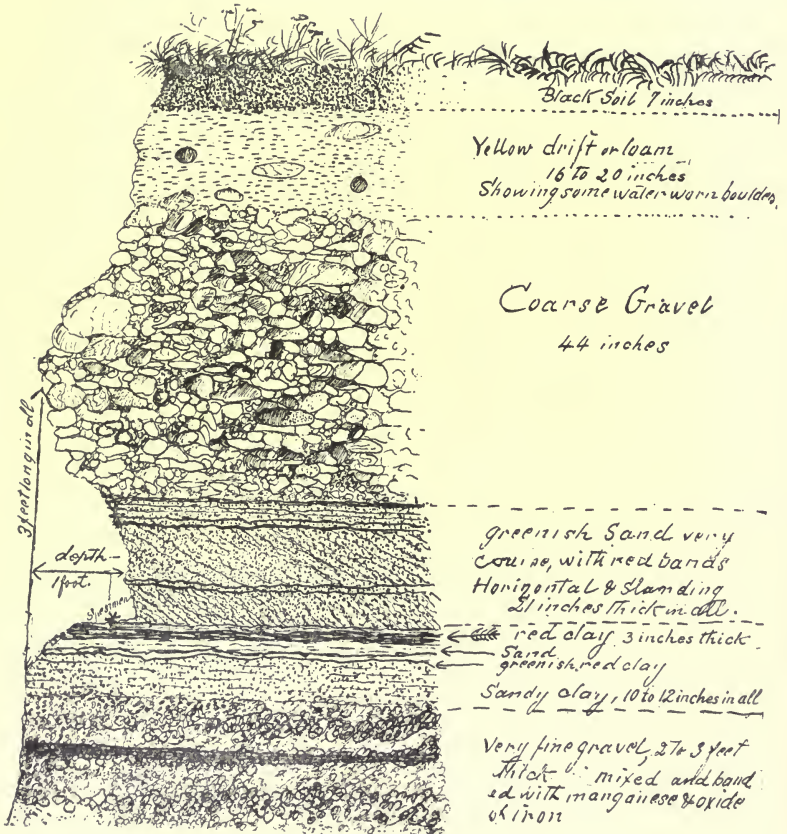 Black Soil 7 inches
Yellow drift or loam
16 to 20 inches
Showing some water worn boulders,
Coarse Gravel
44 inches
3 feet long in all
greenish Sand very
course, with red bands
Horizontal & Slanding
21 inches thick in all.
depth-
1 foot.
specimen
red clay 3 inches thick
Sand
greenish, red clay
Sandy clay, 10 to 12 inches in all
Very fine gravel, 2 to 3 feet
thick mixed and band
ed with manganese & oxide
of iron